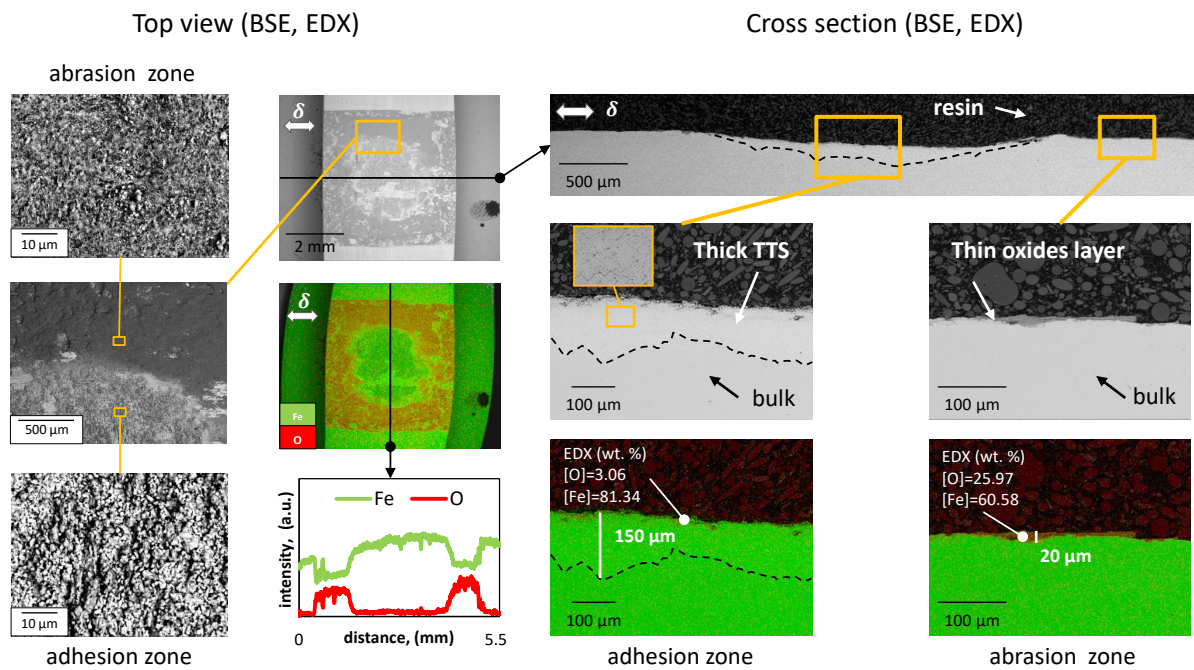 Top view (BSE, EDX)
Cross section (BSE, EDX)
abrasion zone
10 µm
500 µm
10 µm
adhesion zone
δ
2 mm
δ
Fe
O
Fe
O
intensity, (a.u.)
0
distance, (mm)
5.5
δ
resin
500 µm
Thick TTS
bulk
100 µm
Thin oxides layer
bulk
100 µm
EDX (wt. %)
[O]=3.06
[Fe]=81.34
150 µm
100 µm
adhesion zone
EDX (wt. %)
[O]=25.97
[Fe]=60.58
20 µm
100 µm
abrasion zone